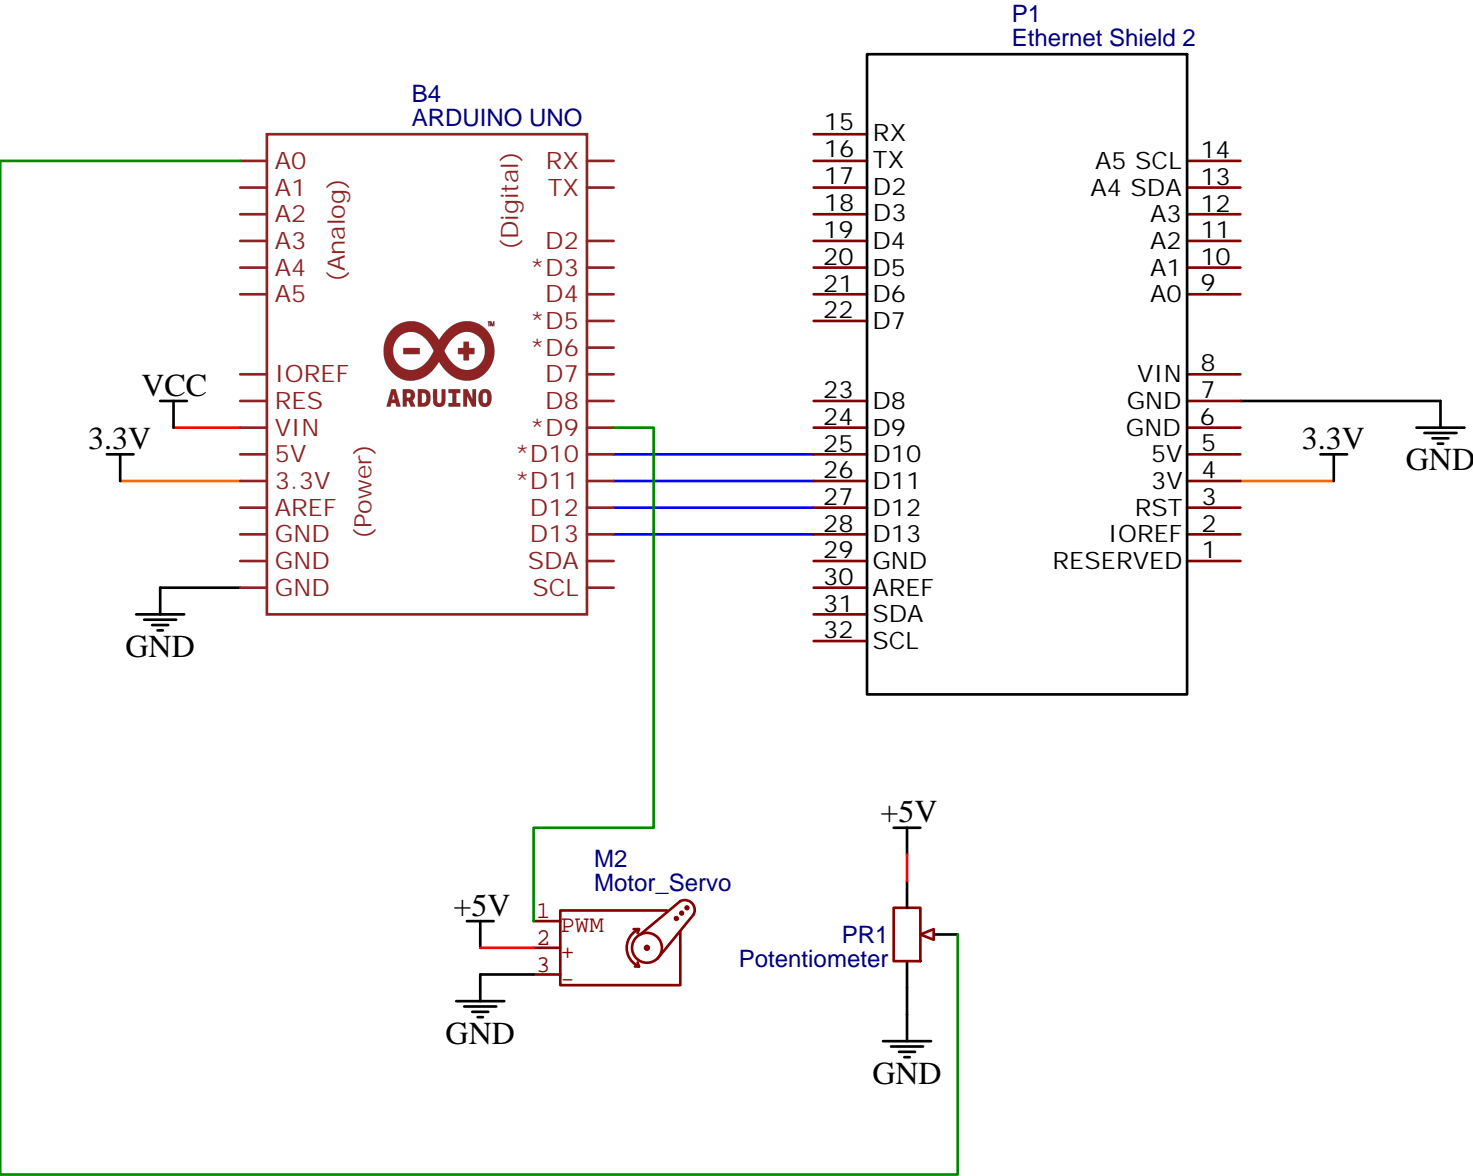 P1
Ethernet Shield 2
B4
ARDUINO UNO
A0
A1
A2
A3
A4
A5
(Analog)
IOREF
RES
VIN
5V
3.3V
AREF
GND
GND
GND
(Power)
(Digital)
RX
TX
D2
*D3
D4
*D5
*D6
D7
D8
*D9
*D10
*D11
D12
D13
SDA
SCL
ARDUINO
TM
VCC
3.3V
GND
15 RX
16 TX
17 D2
18 D3
19 D4
20 D5
21 D6
22 D7
23 D8
24 D9
25 D10
26 D11
27 D12
28 D13
29 GND
30 AREF
31 SDA
32 SCL
A5 SCL 14
A4 SDA 13
A3 12
A2 11
A1 10
A0 9
VIN 8
GND 7
GND 6
5V 5
3V 4
RST 3
IOREF 2
RESERVED 1
3.3V
GND
M2
Motor_Servo
+5V
1 PWM
2 +
3 -
GND
+5V
PR1
Potentiometer
GND